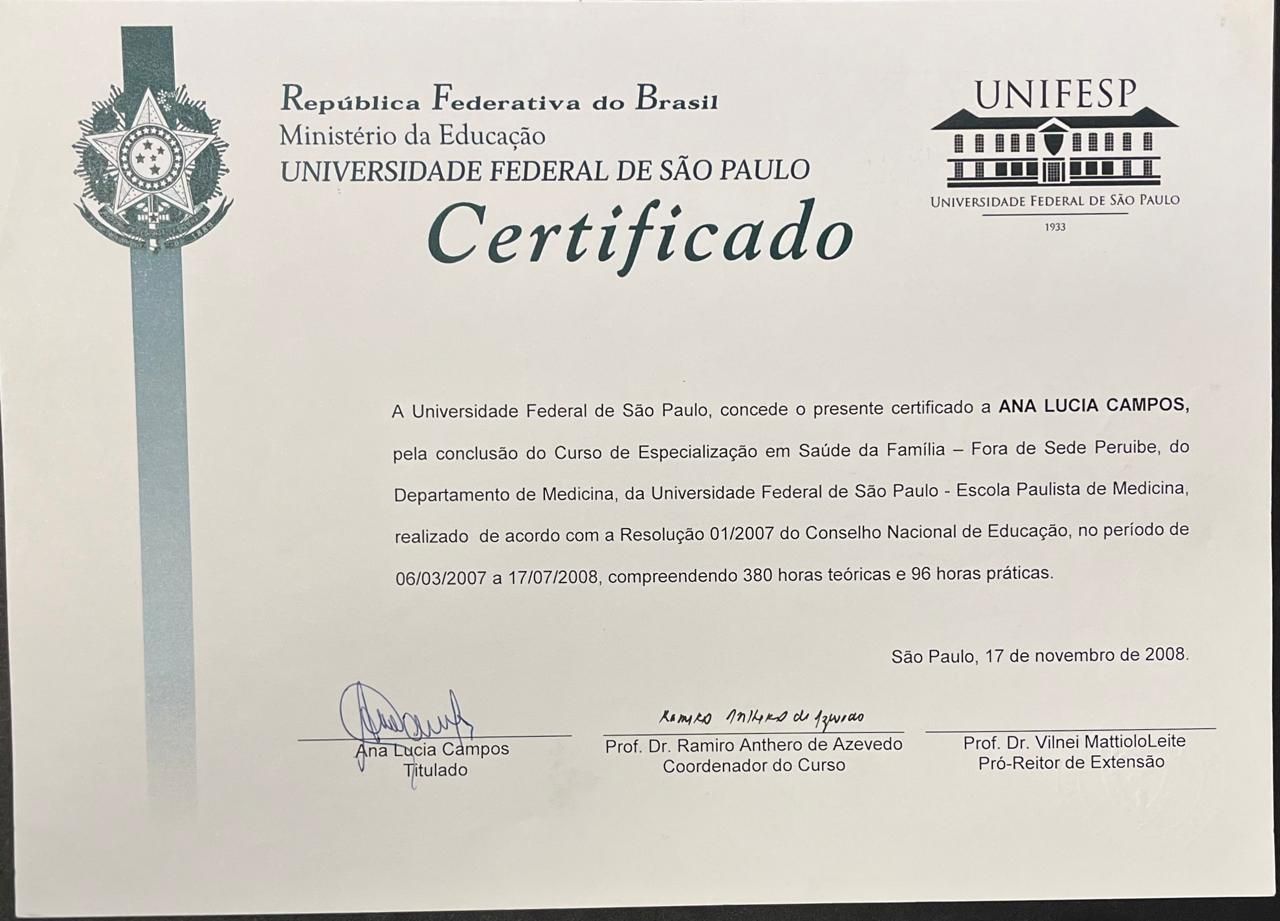 República Federativa do Brasil
Ministério da Educação
UNIVERSIDADE FEDERAL DE SÃO PAULO
Certificado
UNIFESP
UNIVERSIDADE FEDERAL DE SÃO PAULO
1933
A Universidade Federal de São Paulo, concede o presente certificado a ANA LUCIA CAMPOS,
pela conclusão do Curso de Especialização em Saúde da Família – Fora de Sede Peruibe, do
Departamento de Medicina, da Universidade Federal de São Paulo - Escola Paulista de Medicina,
realizado de acordo com a Resolução 01/2007 do Conselho Nacional de Educação, no período de
06/03/2007 a 17/07/2008, compreendendo 380 horas teóricas e 96 horas práticas.
São Paulo, 17 de novembro de 2008.
Ramiro Anthero de Azevedo
Ana Lucia Campos
Titulado
Prof. Dr. Ramiro Anthero de Azevedo
Coordenador do Curso
Prof. Dr. Vilnei MattioloLeite
Pró-Reitor de Extensão